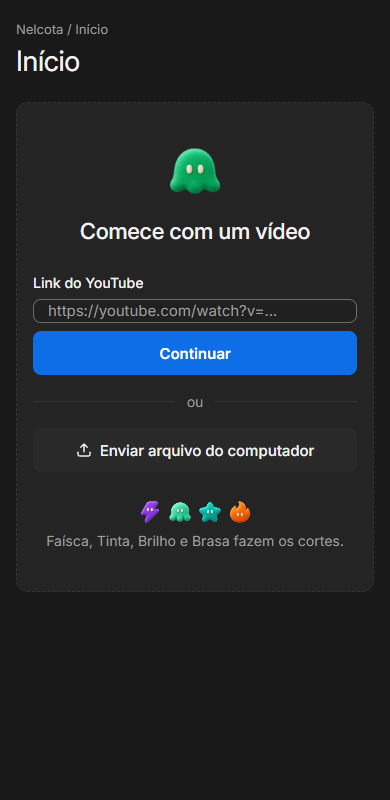 Nelcota / Início
Início
Comece com um vídeo
Link do YouTube
https://youtube.com/watch?v=...
Continuar
ou
Enviar arquivo do computador
Faísca, Tinta, Brilho e Brasa fazem os cortes.